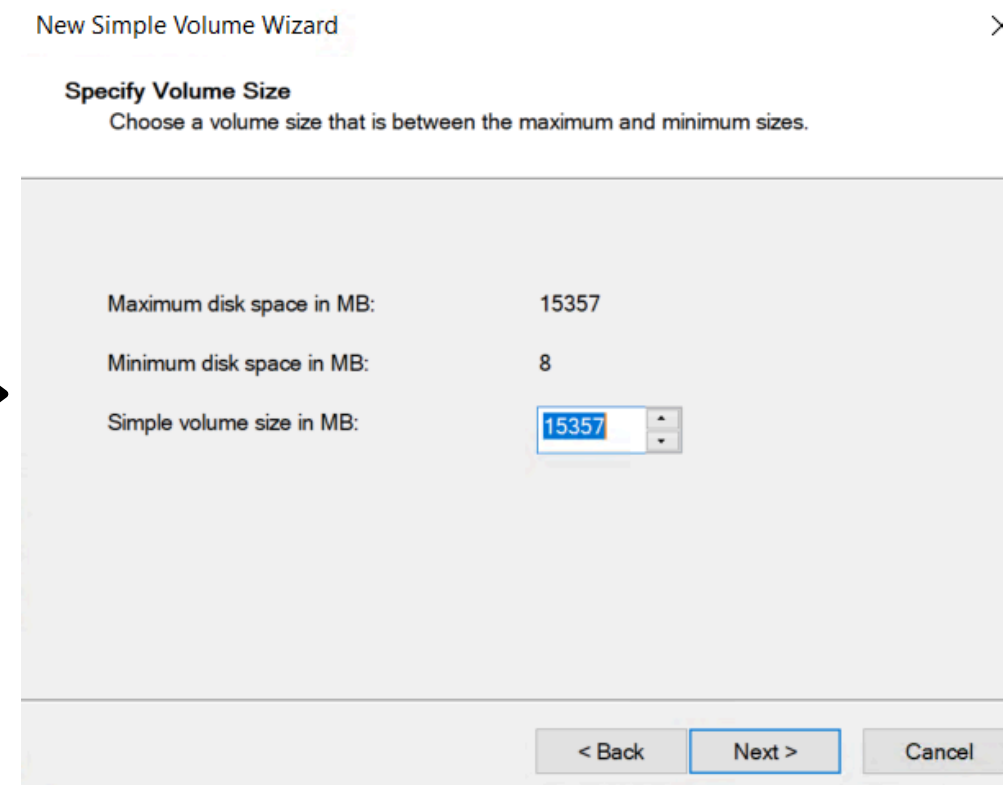 New Simple Volume Wizard
Specify Volume Size
Choose a volume size that is between the maximum and minimum sizes.
Maximum disk space in MB: 15357
Minimum disk space in MB: 8
Simple volume size in MB: 15357
< Back Next > Cancel